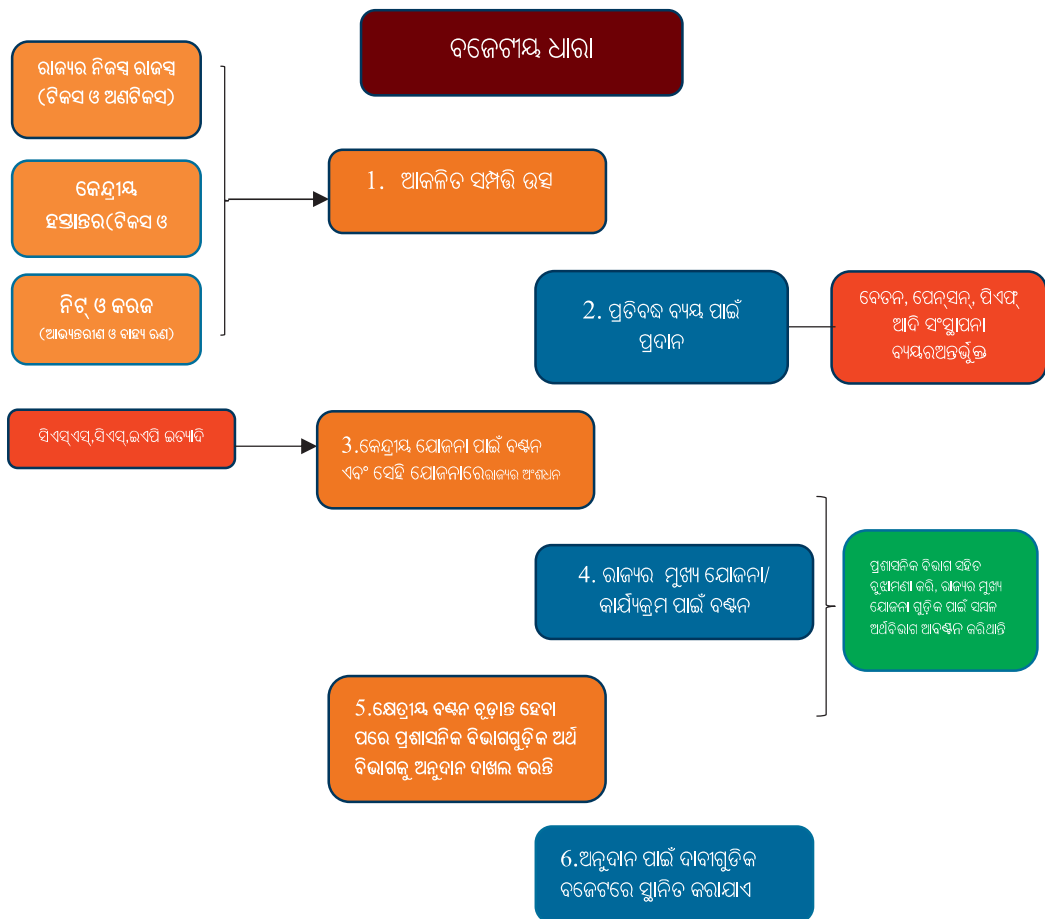 ବଜେଟୀୟ ଧାରା
ରାଜ୍ୟର ନିଜସ୍ୱ ରାଜସ୍ୱ
(ଟିକସ ଓ ଅଣଟିକସ)
କେନ୍ଦ୍ରୀୟ
ହସ୍ତାନ୍ତର(ଟିକସ ଓ
ନିଟ୍ ଓ କରଜ
(ଆଭ୍ୟନ୍ତରୀଣ ଓ ବାହ୍ୟ ଋଣ)
1. ଆକଳିତ ସମ୍ପତ୍ତି ଉତ୍ସ
2. ପ୍ରତିବଦ୍ଧ ବ୍ୟୟ ପାଇଁ
ପ୍ରଦାନ
ବେତନ, ପେନ୍‌ସନ୍, ପିଏଫ୍
ଆଦି ସଂସ୍ଥାପନା
ବ୍ୟୟରଅନ୍ତର୍ଭୁକ୍ତ
ସିଏସ୍‌ଏସ୍,ସିଏସ୍,ଇଏପି ଇତ୍ୟାଦି
3.କେନ୍ଦ୍ରୀୟ ଯୋଜନା ପାଇଁ ବଣ୍ଟନ
ଏବଂ ସେହି ଯୋଜନାରେରାଜ୍ୟର ଅଂଶଧନ
4. ରାଜ୍ୟର ମୁଖ୍ୟ ଯୋଜନା/
କାର୍ଯ୍ୟକ୍ରମ ପାଇଁ ବଣ୍ଟନ
ପ୍ରଶାସନିକ ବିଭାଗ ସହିତ
ବୁଝାମଣା କରି, ରାଜ୍ୟର ମୁଖ୍ୟ
ଯୋଜନା ଗୁଡ଼ିକ ପାଇଁ ସମ୍ବଳ
ଅର୍ଥବିଭାଗ ଆବଣ୍ଟନ କରିଥାନ୍ତି
5.କ୍ଷେତ୍ରୀୟ ବଣ୍ଟନ ଚୂଡ଼ାନ୍ତ ହେବା
ପରେ ପ୍ରଶାସନିକ ବିଭାଗଗୁଡ଼ିକ ଅର୍ଥ
ବିଭାଗକୁ ଅନୁଦାନ ଦାଖଲ କରନ୍ତି
6.ଅନୁଦାନ ପାଇଁ ଦାବୀଗୁଡିକ
ବଜେଟରେ ସ୍ଥାନିତ କରାଯାଏ